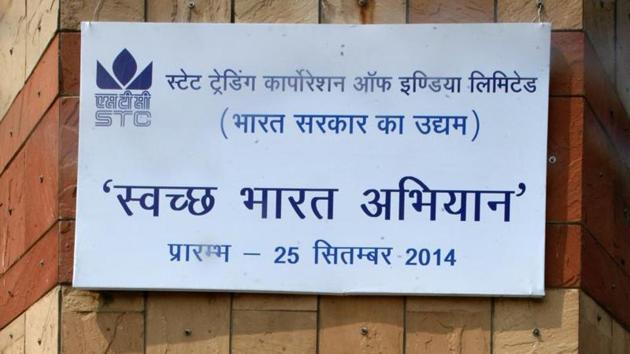 एसटीसी
STC
स्टेट ट्रेडिंग कार्पोरेशन ऑफ इण्डिया लिमिटेड
(भारत सरकार का उद्यम)
‘स्वच्छ भारत अभियान’
प्रारम्भ – 25 सितम्बर 2014